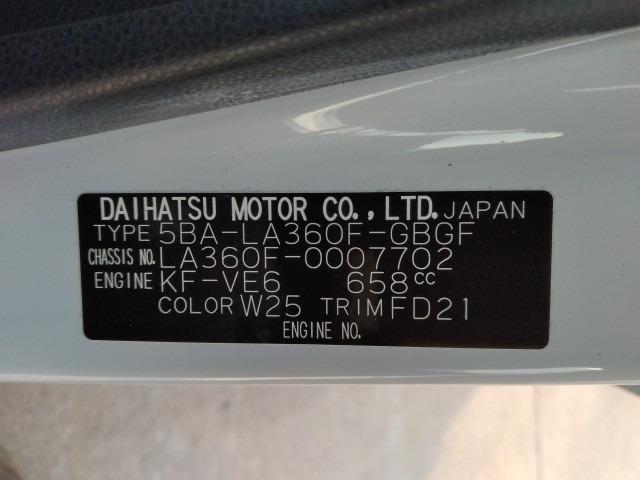 DAIHATSU MOTOR CO., LTD. JAPAN
TYPE 5BA-LA360F-GBGF
CHASSIS NO. LA360F-0007702
ENGINE KF-VE6 658cc
COLOR W25 TRIM FD21
ENGINE NO.